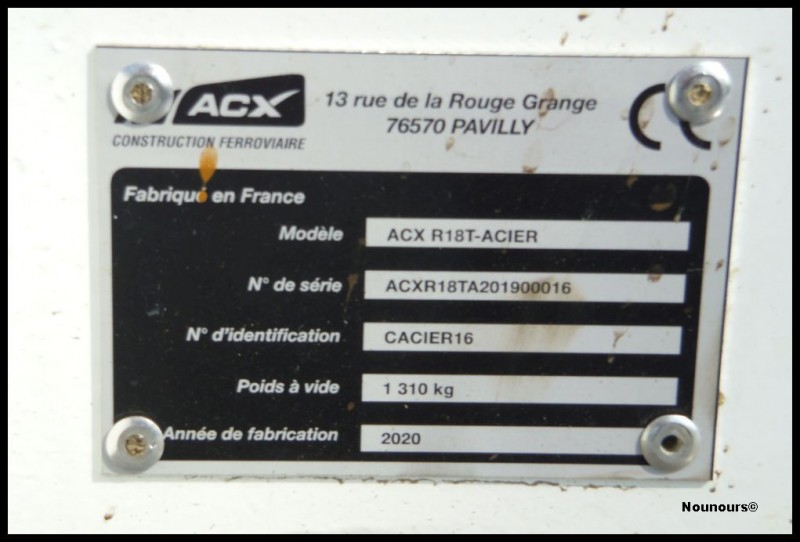 ACX
CONSTRUCTION FERROVIAIRE
13 rue de la Rouge Grange
76570 PAVILLY
CE
Fabriqué en France
Modèle ACX R18T-ACIER
N° de série ACXR18TA201900016
N° d'identification CACIER16
Poids à vide 1 310 kg
Année de fabrication 2020
Nounours©